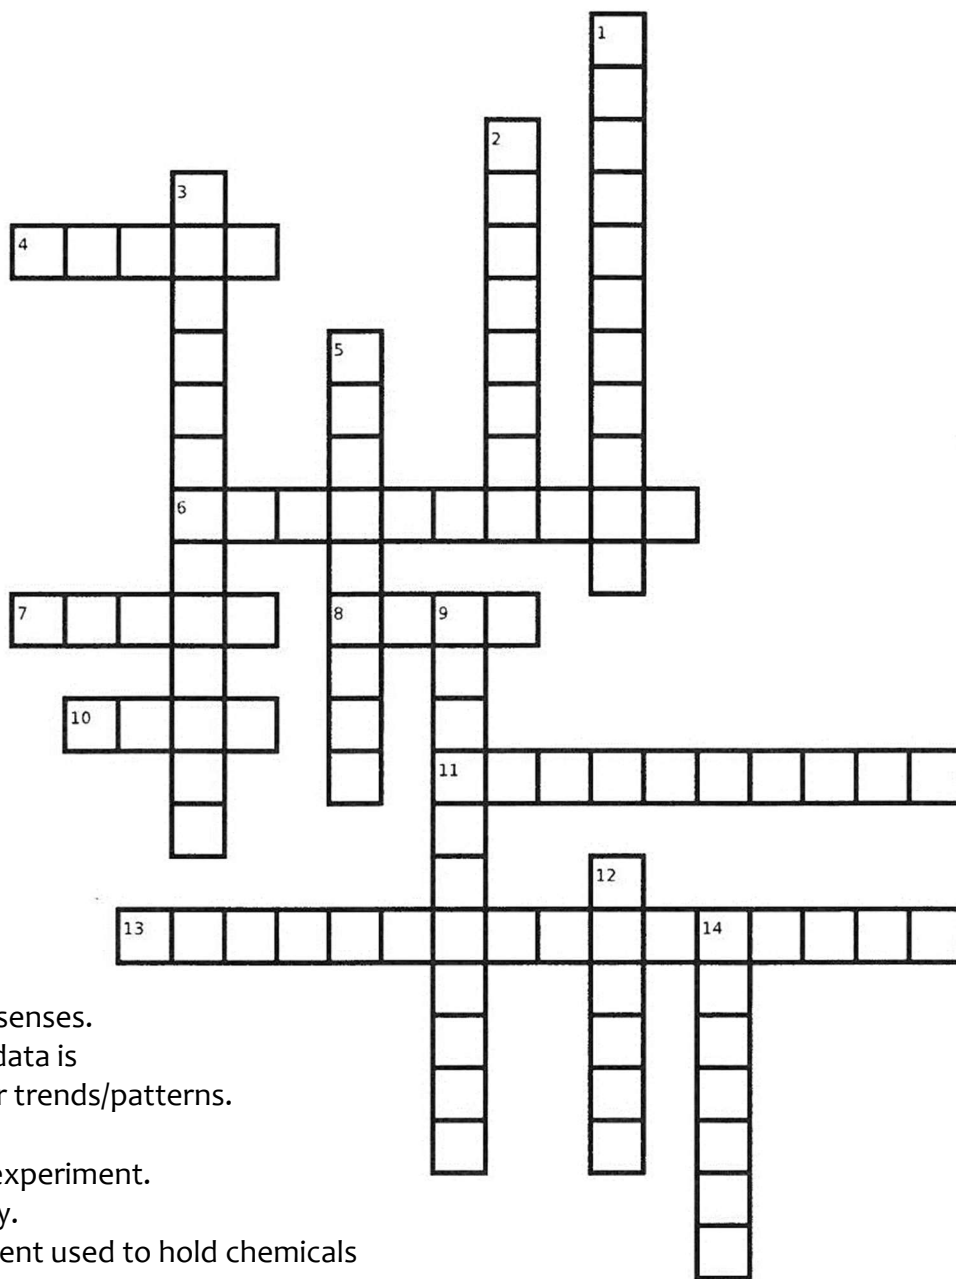 1
2
3
4
5
6
7
8
9
10
11
12
13
14
senses.
data is
r trends/patterns.
experiment.
y.
ent used to hold chemicals